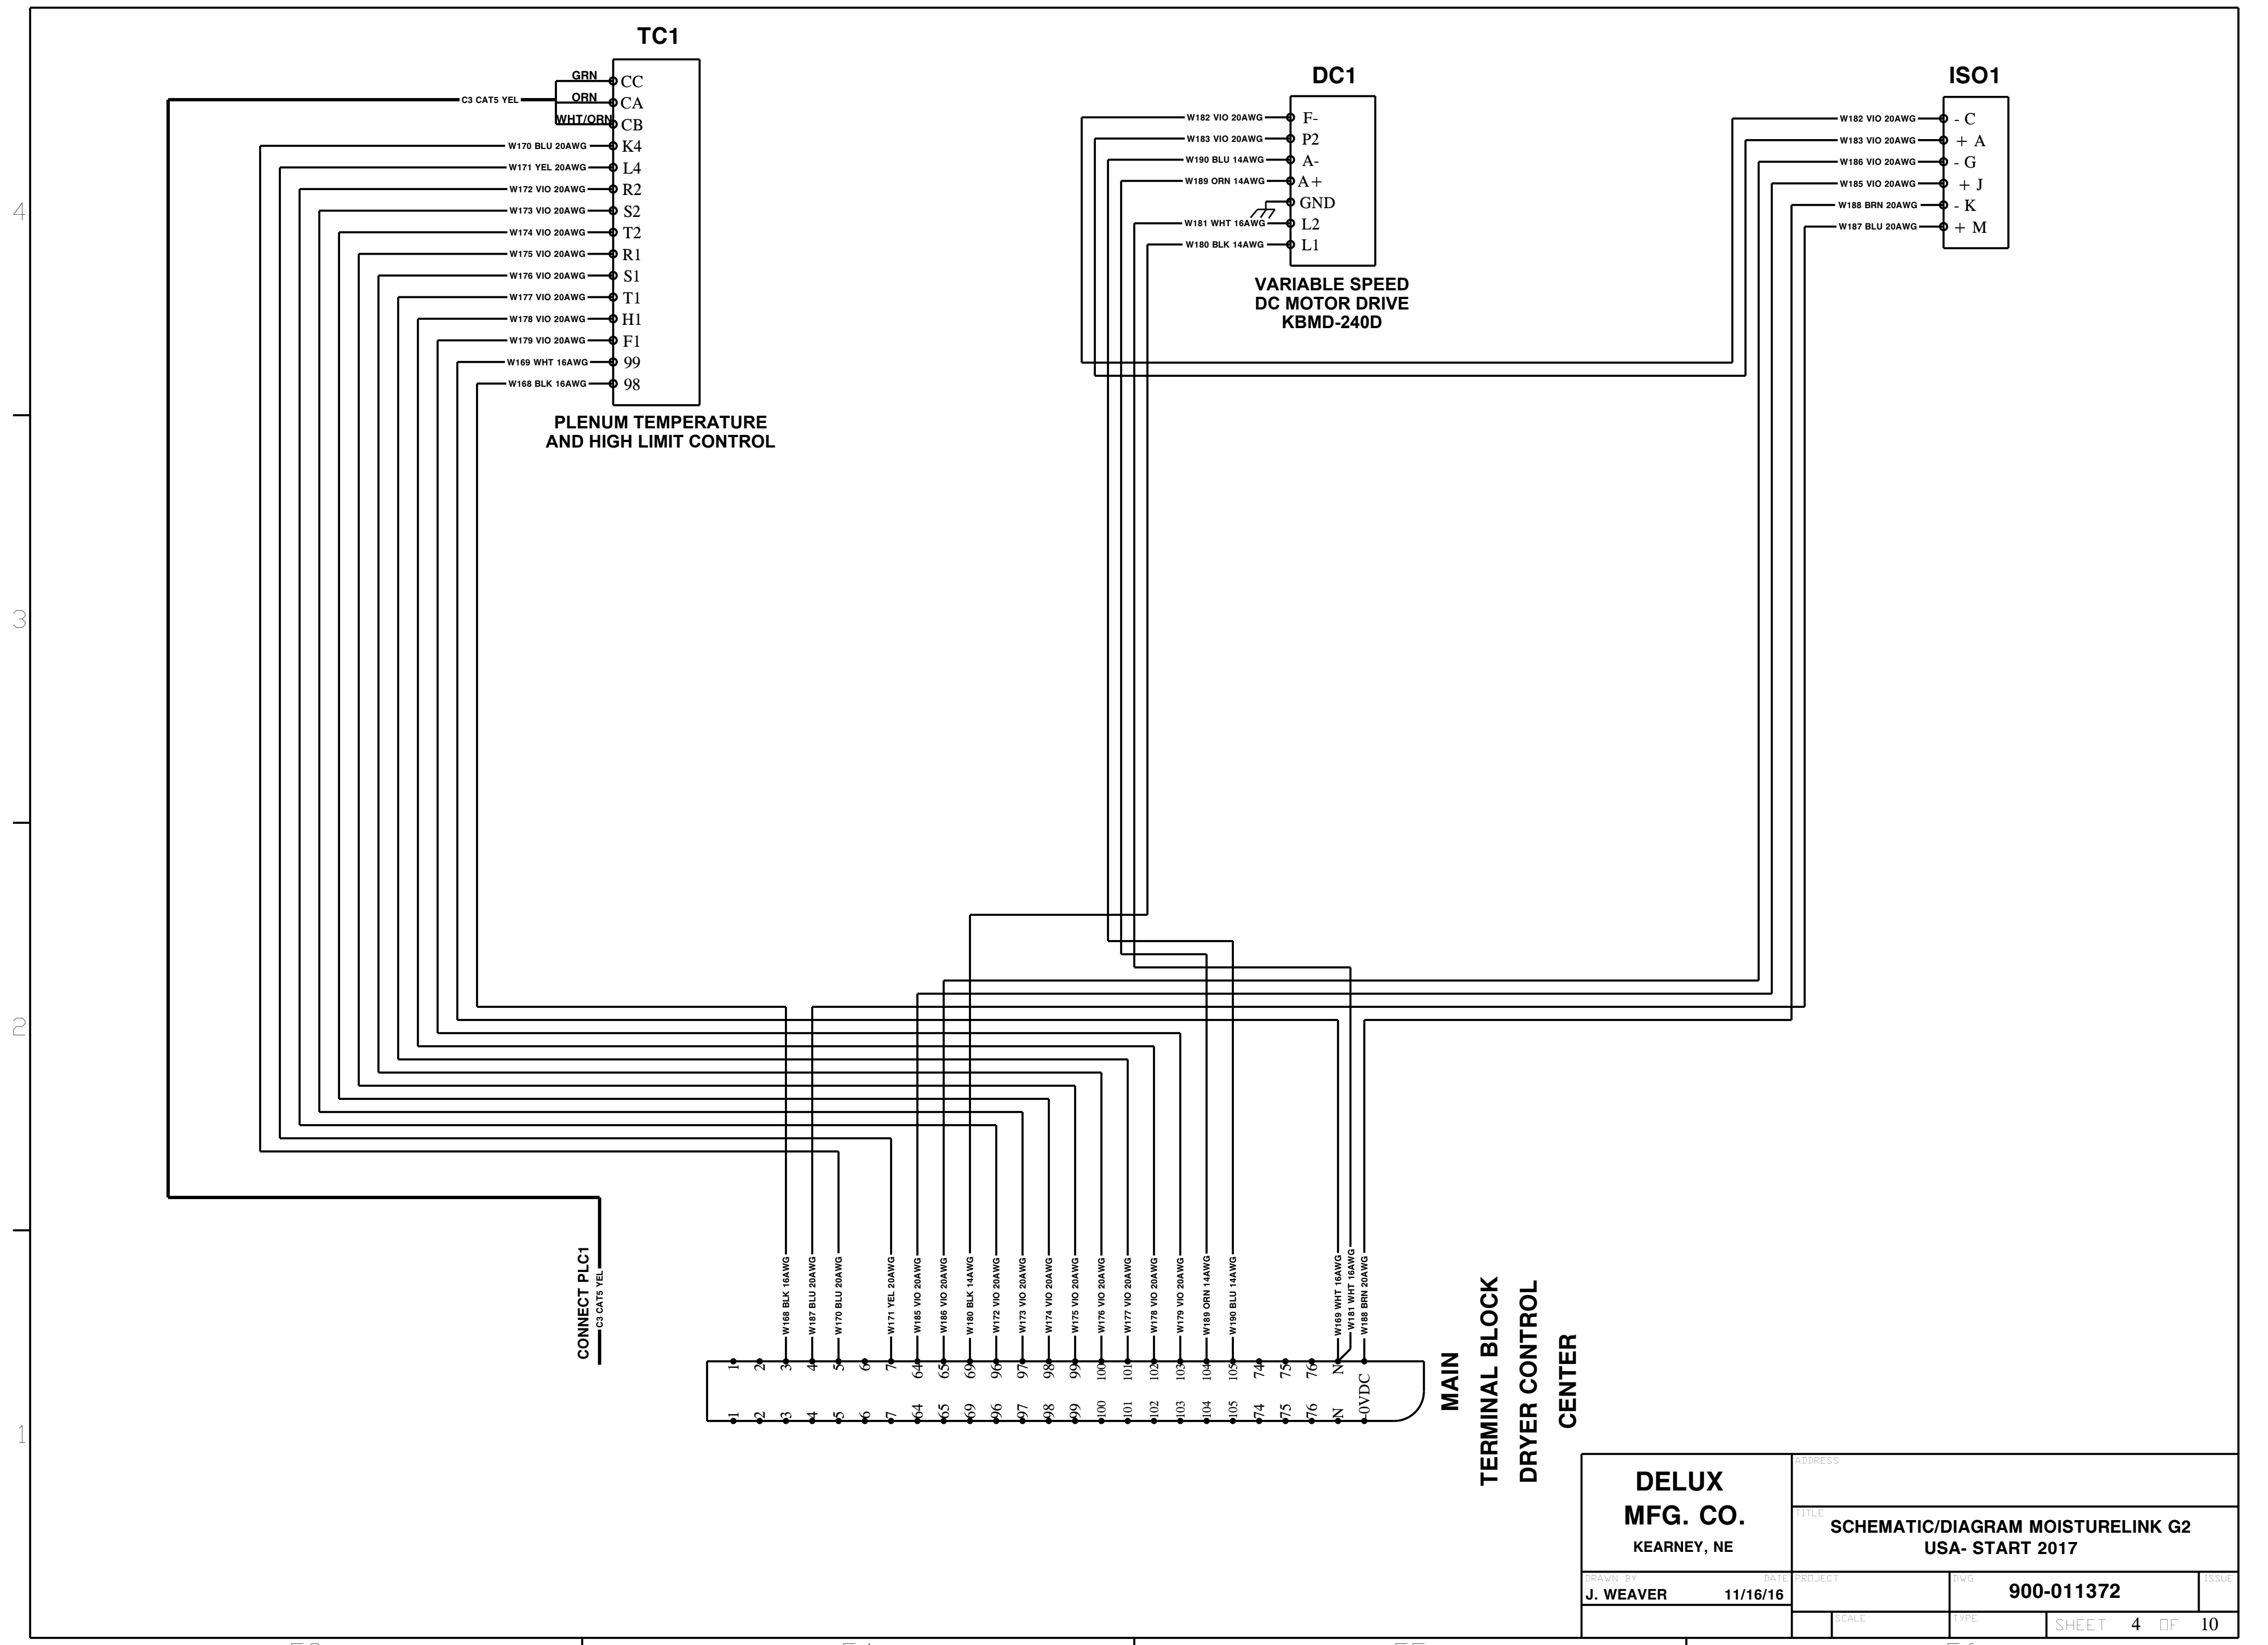 TC1
GRN
CC
C3 CAT5 YEL
ORN
CA
WHT/ORN
CB
W170 BLU 20AWG
K4
W171 YEL 20AWG
L4
W172 VIO 20AWG
R2
W173 VIO 20AWG
S2
W174 VIO 20AWG
T2
W175 VIO 20AWG
R1
W176 VIO 20AWG
S1
W177 VIO 20AWG
T1
W178 VIO 20AWG
H1
W179 VIO 20AWG
F1
W169 WHT 16AWG
99
W168 BLK 16AWG
98
PLENUM TEMPERATURE
AND HIGH LIMIT CONTROL
DC1
W182 VIO 20AWG
F-
W183 VIO 20AWG
P2
W190 BLU 14AWG
A-
W189 ORN 14AWG
A+
GND
W181 WHT 16AWG
L2
W180 BLK 14AWG
L1
VARIABLE SPEED
DC MOTOR DRIVE
KBMD-240D
ISO1
W182 VIO 20AWG
- C
W183 VIO 20AWG
+ A
W186 VIO 20AWG
- G
W185 VIO 20AWG
+ J
W188 BRN 20AWG
- K
W187 BLU 20AWG
+ M
4
3
2
1
CONNECT PLC1
C3 CAT5 YEL
W168 BLK 16AWG
W187 BLU 20AWG
W170 BLU 20AWG
W171 YEL 20AWG
W185 VIO 20AWG
W186 VIO 20AWG
W180 BLK 14AWG
W172 VIO 20AWG
W173 VIO 20AWG
W174 VIO 20AWG
W175 VIO 20AWG
W176 VIO 20AWG
W177 VIO 20AWG
W178 VIO 20AWG
W179 VIO 20AWG
W189 ORN 14AWG
W190 BLU 14AWG
W169 WHT 16AWG
W181 WHT 16AWG
W188 BRN 20AWG
1 2 3 4 5 6 7 64 65 69 96 97 98 99 100 101 102 103 104 105 74 75 76 N
1 2 3 4 5 6 7 64 65 69 96 97 98 99 100 101 102 103 104 105 74 75 76 N -0VDC
MAIN
TERMINAL BLOCK
DRYER CONTROL
CENTER
DELUX
MFG. CO.
KEARNEY, NE
DRAWN BY
DATE
J. WEAVER
11/16/16
ADDRESS
TITLE
SCHEMATIC/DIAGRAM MOISTURELINK G2
USA- START 2017
PROJECT
DWG
900-011372
ISSUE
SCALE
TYPE
SHEET 4 OF 10